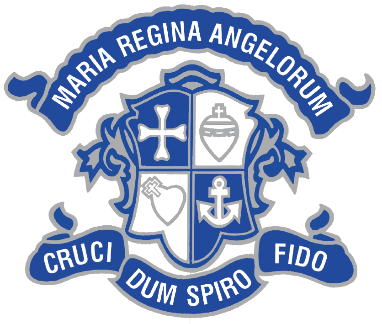 MARIA REGINA ANGELORUM
CRUCI DUM SPIRO FIDO